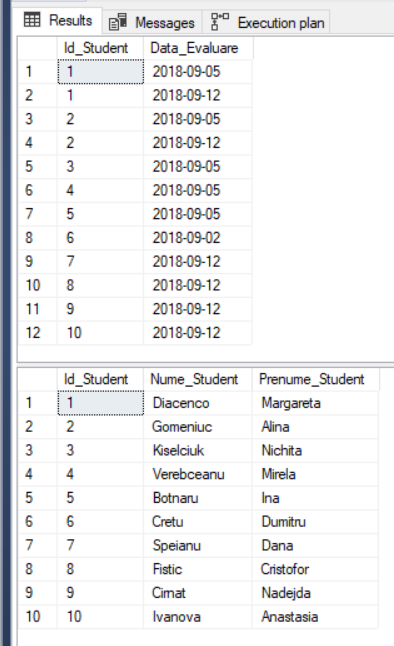 Results Messages Execution plan
Id_Student Data_Evaluare
1 1 2018-09-05
2 1 2018-09-12
3 2 2018-09-05
4 2 2018-09-12
5 3 2018-09-05
6 4 2018-09-05
7 5 2018-09-05
8 6 2018-09-02
9 7 2018-09-12
10 8 2018-09-12
11 9 2018-09-12
12 10 2018-09-12
Id_Student Nume_Student Prenume_Student
1 1 Diacenco Margareta
2 2 Gomeniuc Alina
3 3 Kiselciuk Nichita
4 4 Verebceanu Mirela
5 5 Botnaru Ina
6 6 Cretu Dumitru
7 7 Speianu Dana
8 8 Fistic Cristofor
9 9 Cimat Nadejda
10 10 Ivanova Anastasia